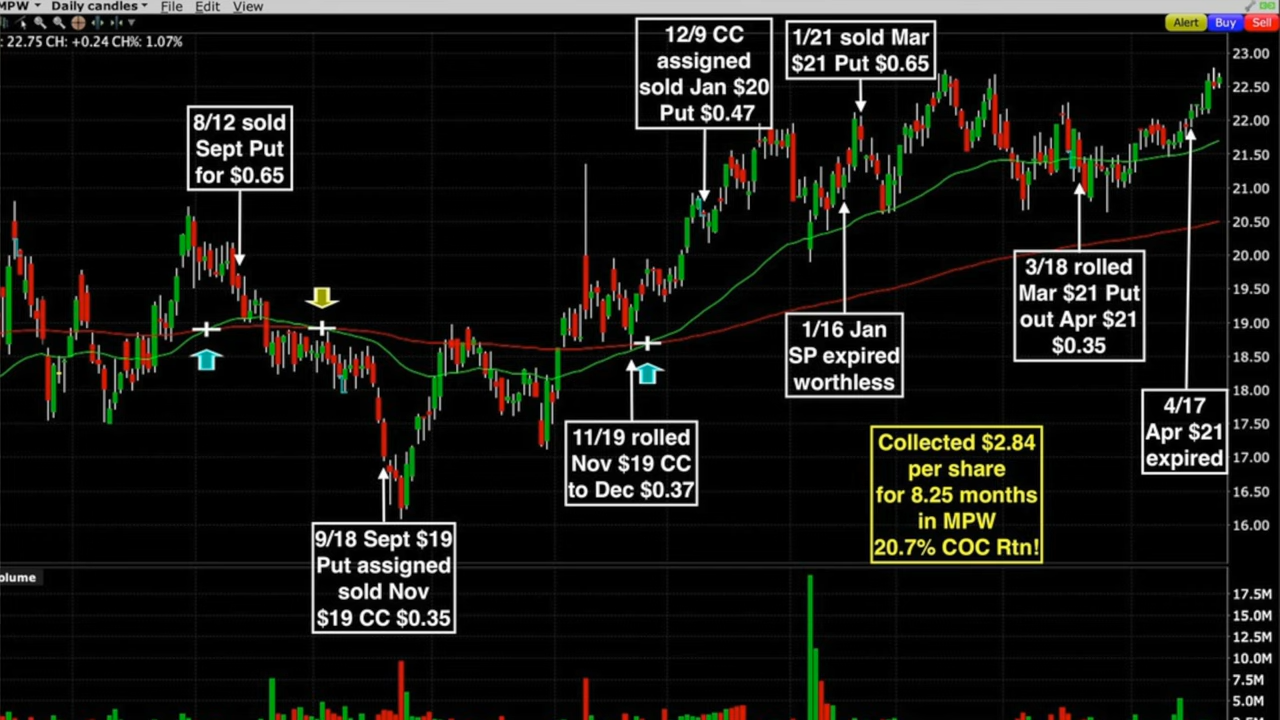 MPW Daily candles File Edit View
Alert Buy Sell
: 22.75 CH: +0.24 CH%: 1.07%
12/9 CC
assigned
sold Jan $20
Put $0.47
1/21 sold Mar
$21 Put $0.65
8/12 sold
Sept Put
for $0.65
3/18 rolled
Mar $21 Put
out Apr $21
$0.35
1/16 Jan
SP expired
worthless
4/17
Apr $21
expired
11/19 rolled
Nov $19 CC
to Dec $0.37
Collected $2.84
per share
for 8.25 months
in MPW
20.7% COC Rtn!
9/18 Sept $19
Put assigned
sold Nov
$19 CC $0.35
23.00
22.50
22.00
21.50
21.00
20.50
20.00
19.50
19.00
18.50
18.00
17.50
17.00
16.50
16.00
olume
17.5M
15.0M
12.5M
10.0M
7.5M
5.0M